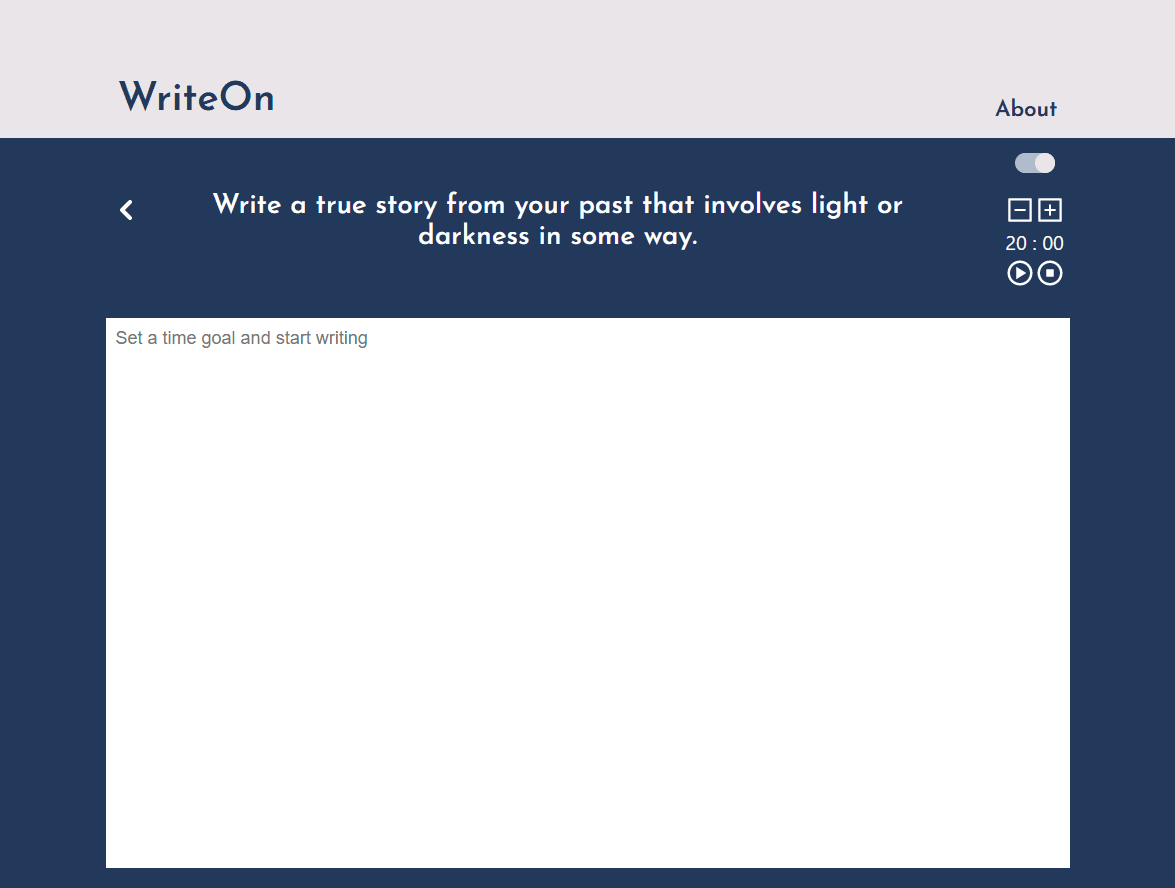 WriteOn
About
Write a true story from your past that involves light or
darkness in some way.
20 : 00
Set a time goal and start writing